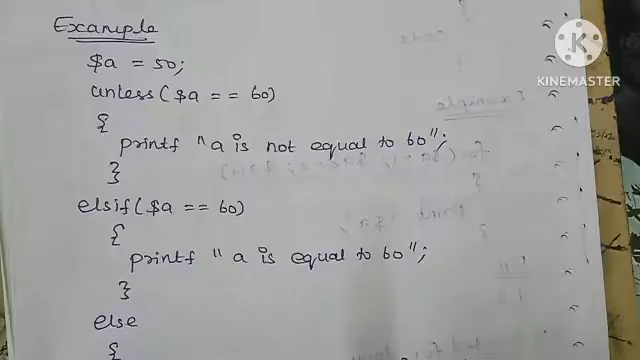 Example
$a = 50;
unless($a == 60)
{
printf "a is not equal to 60";
}
elsif($a == 60)
{
printf "a is equal to 60";
}
else
{
KINEMASTER